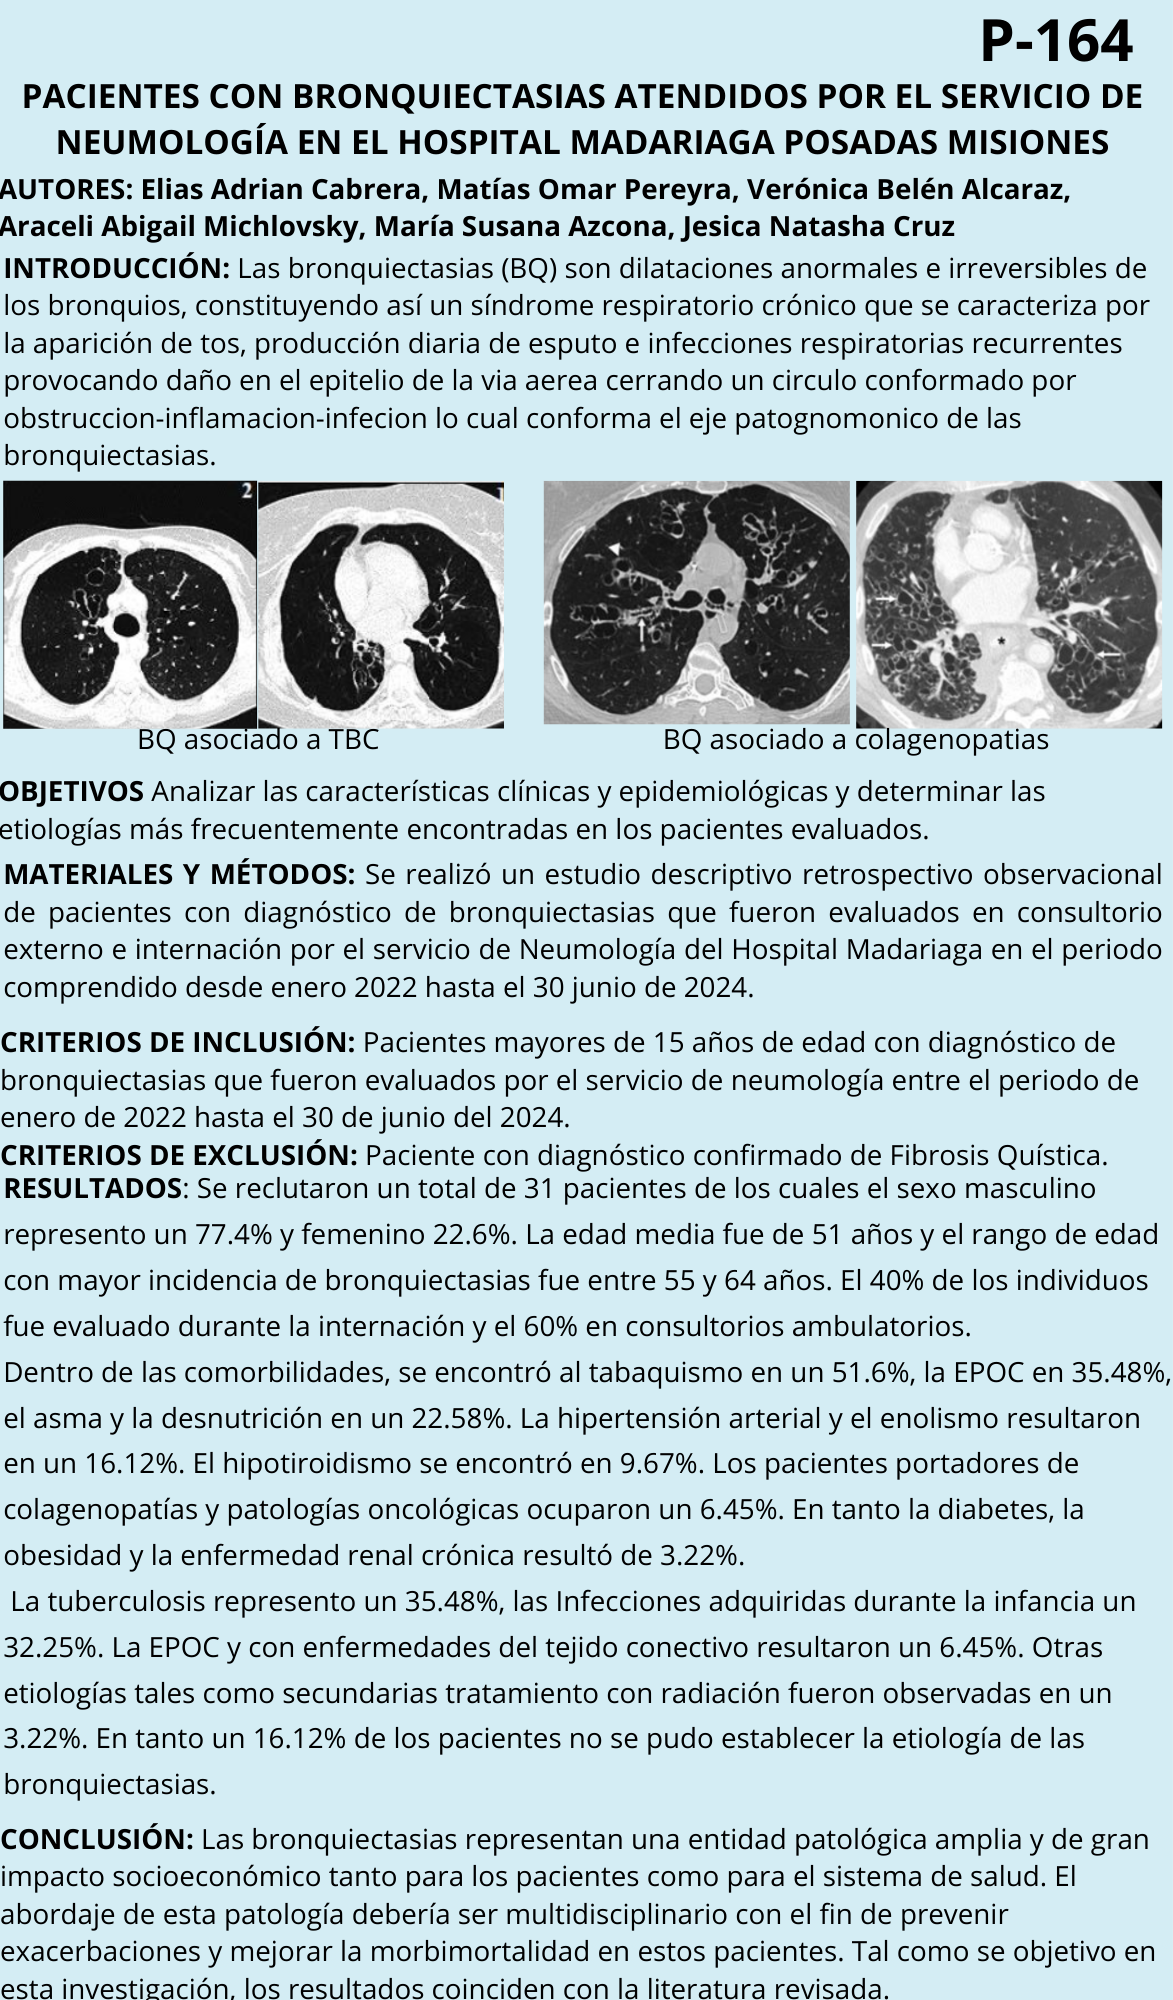 P-164
PACIENTES CON BRONQUIECTASIAS ATENDIDOS POR EL SERVICIO DE
NEUMOLOGÍA EN EL HOSPITAL MADARIAGA POSADAS MISIONES
AUTORES: Elias Adrian Cabrera, Matías Omar Pereyra, Verónica Belén Alcaraz,
Araceli Abigail Michlovsky, María Susana Azcona, Jesica Natasha Cruz
INTRODUCCIÓN: Las bronquiectasias (BQ) son dilataciones anormales e irreversibles de
los bronquios, constituyendo así un síndrome respiratorio crónico que se caracteriza por
la aparición de tos, producción diaria de esputo e infecciones respiratorias recurrentes
provocando daño en el epitelio de la via aerea cerrando un circulo conformado por
obstruccion-inflamacion-infecion lo cual conforma el eje patognomonico de las
bronquiectasias.
2
*
BQ asociado a TBC
BQ asociado a colagenopatias
OBJETIVOS Analizar las características clínicas y epidemiológicas y determinar las
etiologías más frecuentemente encontradas en los pacientes evaluados.
MATERIALES Y MÉTODOS: Se realizó un estudio descriptivo retrospectivo observacional
de pacientes con diagnóstico de bronquiectasias que fueron evaluados en consultorio
externo e internación por el servicio de Neumología del Hospital Madariaga en el periodo
comprendido desde enero 2022 hasta el 30 junio de 2024.
CRITERIOS DE INCLUSIÓN: Pacientes mayores de 15 años de edad con diagnóstico de
bronquiectasias que fueron evaluados por el servicio de neumología entre el periodo de
enero de 2022 hasta el 30 de junio del 2024.
CRITERIOS DE EXCLUSIÓN: Paciente con diagnóstico confirmado de Fibrosis Quística.
RESULTADOS: Se reclutaron un total de 31 pacientes de los cuales el sexo masculino
represento un 77.4% y femenino 22.6%. La edad media fue de 51 años y el rango de edad
con mayor incidencia de bronquiectasias fue entre 55 y 64 años. El 40% de los individuos
fue evaluado durante la internación y el 60% en consultorios ambulatorios.
Dentro de las comorbilidades, se encontró al tabaquismo en un 51.6%, la EPOC en 35.48%,
el asma y la desnutrición en un 22.58%. La hipertensión arterial y el enolismo resultaron
en un 16.12%. El hipotiroidismo se encontró en 9.67%. Los pacientes portadores de
colagenopatías y patologías oncológicas ocuparon un 6.45%. En tanto la diabetes, la
obesidad y la enfermedad renal crónica resultó de 3.22%.
La tuberculosis represento un 35.48%, las Infecciones adquiridas durante la infancia un
32.25%. La EPOC y con enfermedades del tejido conectivo resultaron un 6.45%. Otras
etiologías tales como secundarias tratamiento con radiación fueron observadas en un
3.22%. En tanto un 16.12% de los pacientes no se pudo establecer la etiología de las
bronquiectasias.
CONCLUSIÓN: Las bronquiectasias representan una entidad patológica amplia y de gran
impacto socioeconómico tanto para los pacientes como para el sistema de salud. El
abordaje de esta patología debería ser multidisciplinario con el fin de prevenir
exacerbaciones y mejorar la morbimortalidad en estos pacientes. Tal como se objetivo en
esta investigación, los resultados coinciden con la literatura revisada.